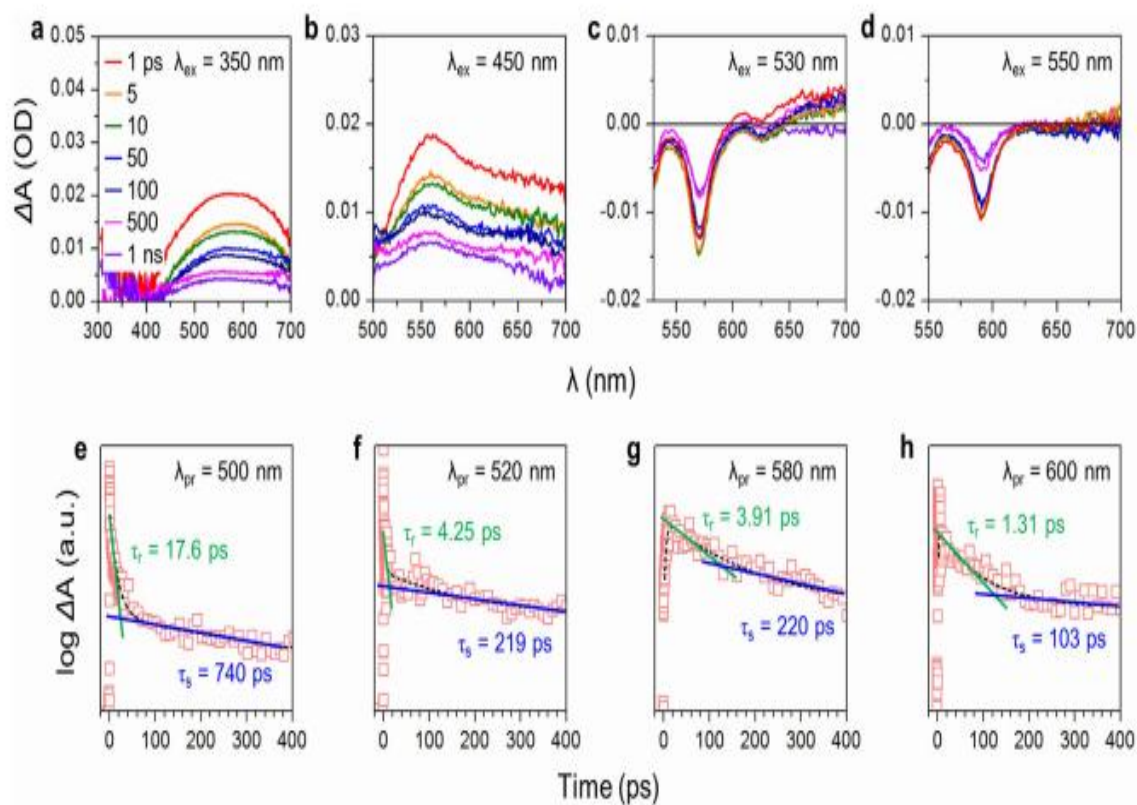 a
b
c
d
ΔA (OD)
0.05
0.04
0.03
0.02
0.01
0.00
300 400 500 600 700
1 ps
5
10
50
100
500
1 ns
λex = 350 nm
0.03
0.02
0.01
0.00
500 550 600 650 700
λex = 450 nm
0.01
0.00
-0.01
-0.02
550 600 650 700
λex = 530 nm
0.01
0.00
-0.01
-0.02
550 600 650 700
λex = 550 nm
λ (nm)
e
f
g
h
log ΔA (a.u.)
λpr = 500 nm
τr = 17.6 ps
τs = 740 ps
0 100 200 300 400
λpr = 520 nm
τr = 4.25 ps
τs = 219 ps
0 100 200 300 400
λpr = 580 nm
τr = 3.91 ps
τs = 220 ps
0 100 200 300 400
λpr = 600 nm
τr = 1.31 ps
τs = 103 ps
0 100 200 300 400
Time (ps)